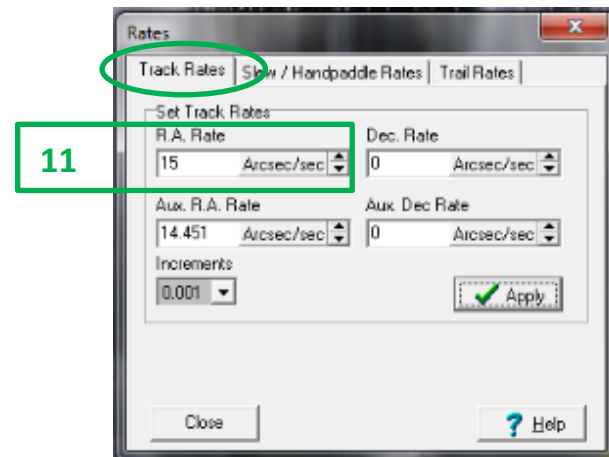 Rates
Track Rates Slew / Handpaddle Rates Trail Rates
Set Track Rates
R.A. Rate Dec. Rate
11
15 Arcsec/sec 0 Arcsec/sec
Aux. R.A. Rate Aux. Dec Rate
14.451 Arcsec/sec 0 Arcsec/sec
Increments
0.001 Apply
Close ? Help